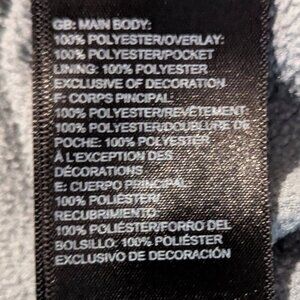 GB: MAIN BODY:
100% POLYESTER/OVERLAY:
100% POLYESTER/POCKET
LINING: 100% POLYESTER
EXCLUSIVE OF DECORATION
F: CORPS PINCIPAL:
100% POLYESTER/REVÊTEMENT:
100% POLYESTER/DOUBLURE DE
POCHE: 100% POLYESTER
À L'EXCEPTION DES
DÉCORATIONS
E: CUERPO PRINCIPAL:
100% POLIÉSTER/
RECUBRIMIENTO:
100% POLIÉSTER/FORRO DEL
BOLSILLO: 100% POLIÉSTER
EXCLUSIVO DE DECORACIÓN